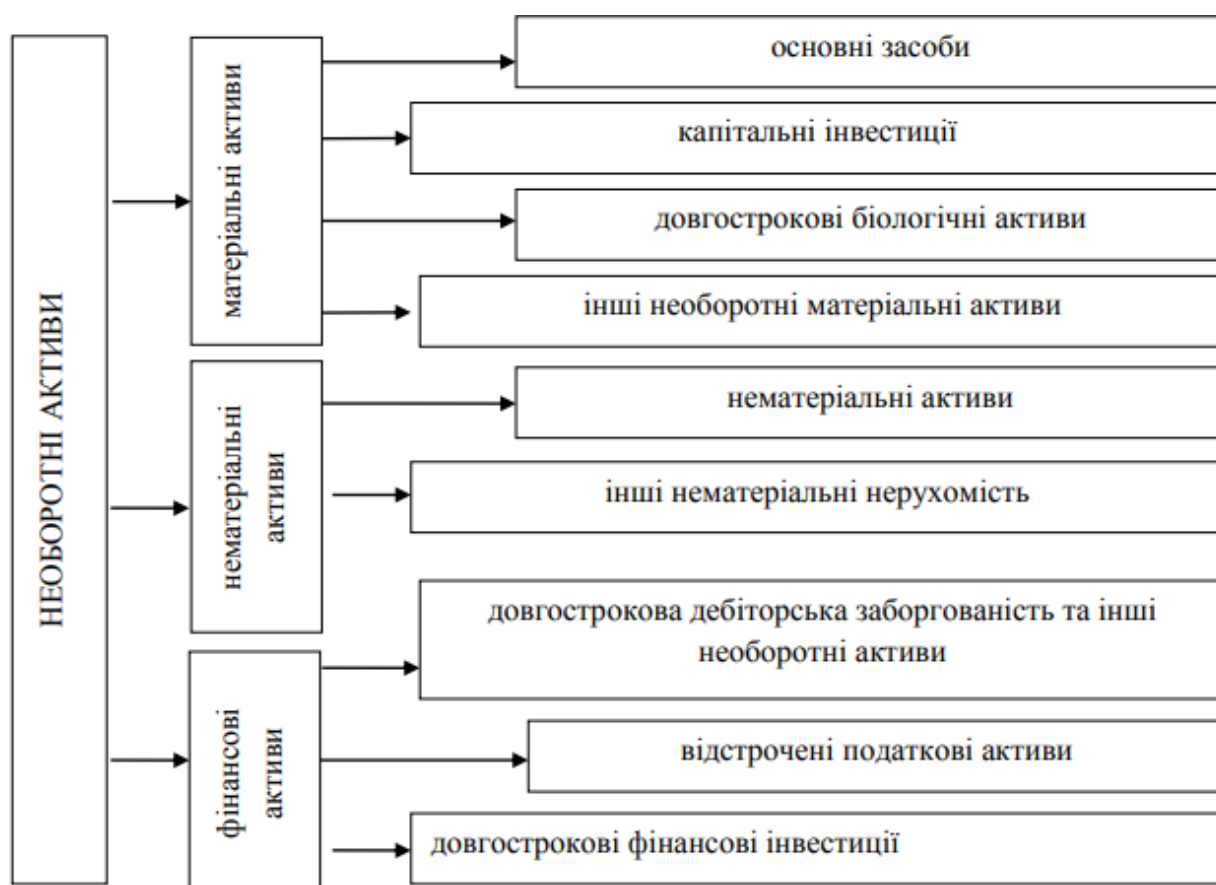 НЕОБОРОТНІ АКТИВИ
матеріальні активи
основні засоби
капітальні інвестиції
довгострокові біологічні активи
інші необоротні матеріальні активи
нематеріальні
активи
нематеріальні активи
інші нематеріальні нерухомість
фінансові
активи
довгострокова дебіторська заборгованість та інші
необоротні активи
відстрочені податкові активи
довгострокові фінансові інвестиції